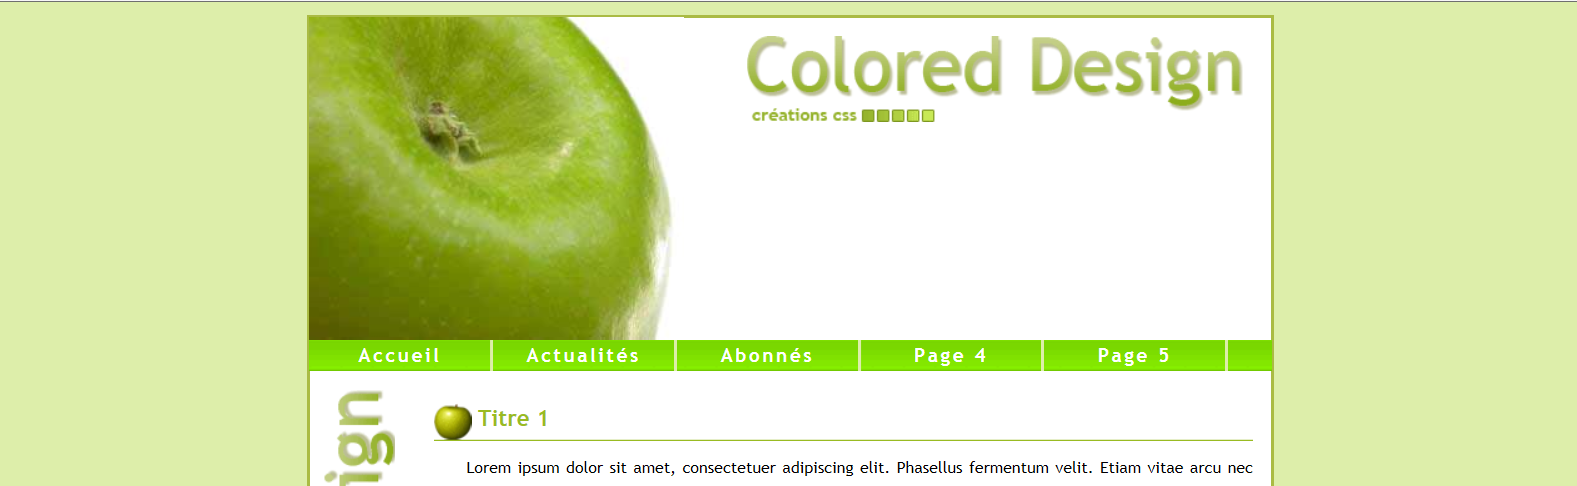 Colored Design
créations css
Accueil Actualités Abonnés Page 4 Page 5
ign
Titre 1
Lorem ipsum dolor sit amet, consectetuer adipiscing elit. Phasellus fermentum velit. Etiam vitae arcu nec